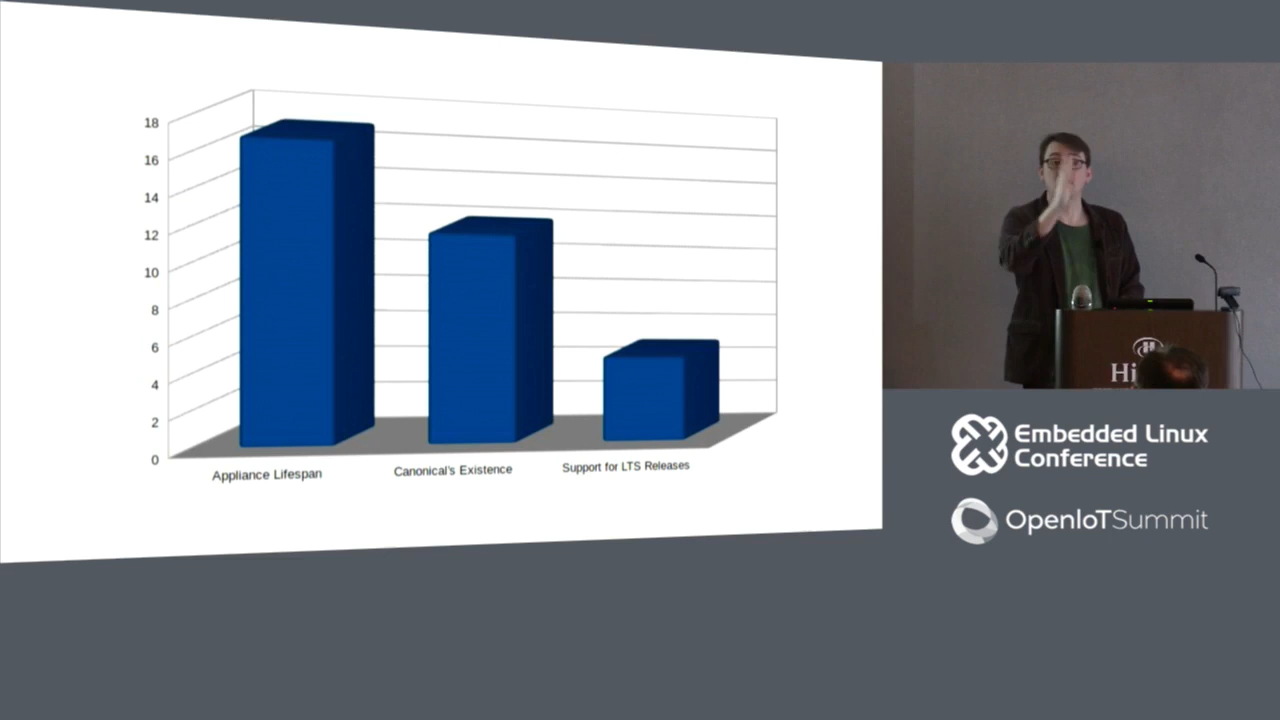 18
16
14
12
10
8
6
4
2
0
Appliance Lifespan
Canonical's Existence
Support for LTS Releases
Hi
Embedded Linux
Conference
OpenIoTSummit